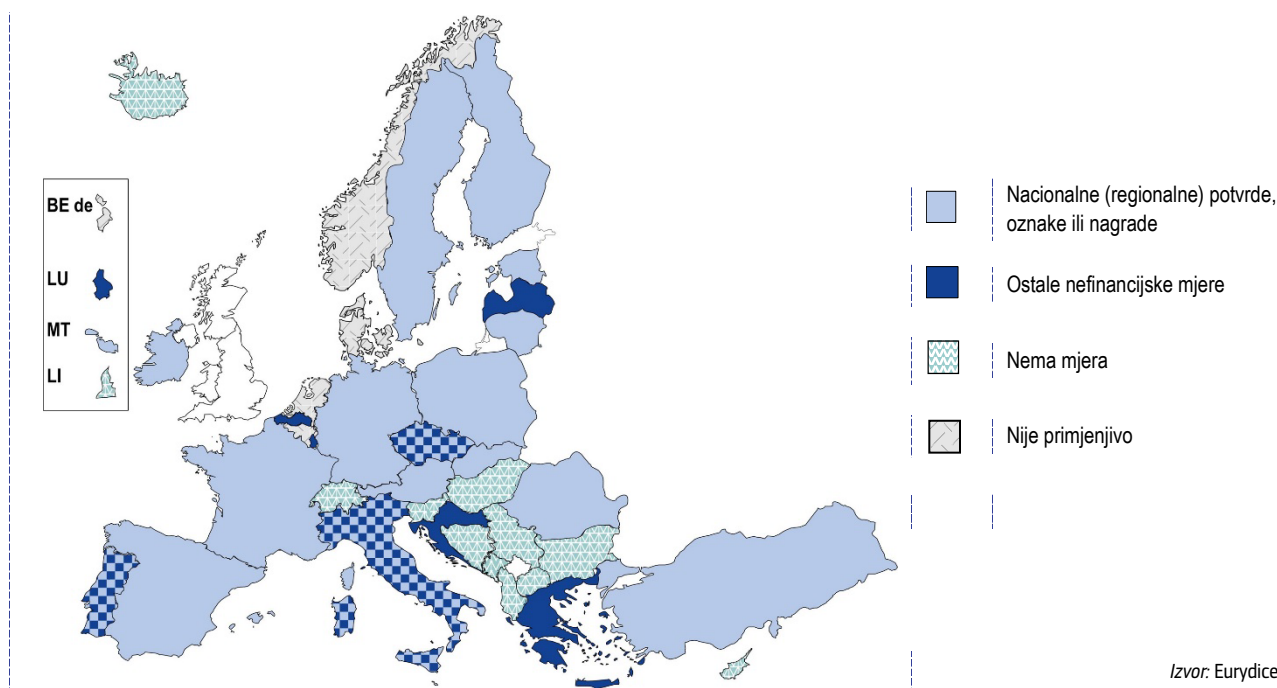 BE de
LU
MT
LI
Nacionalne (regionalne) potvrde,
oznake ili nagrade
Ostale nefinancijske mjere
Nema mjera
Nije primjenjivo
Izvor: Eurydice